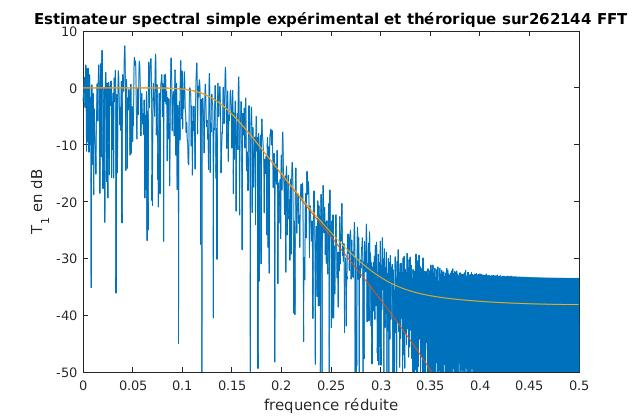 Estimateur spectral simple expérimental et thérorique sur262144 FFT
10
0
-10
-20
-30
-40
-50
T1 en dB
0 0.05 0.1 0.15 0.2 0.25 0.3 0.35 0.4 0.45 0.5
frequence réduite